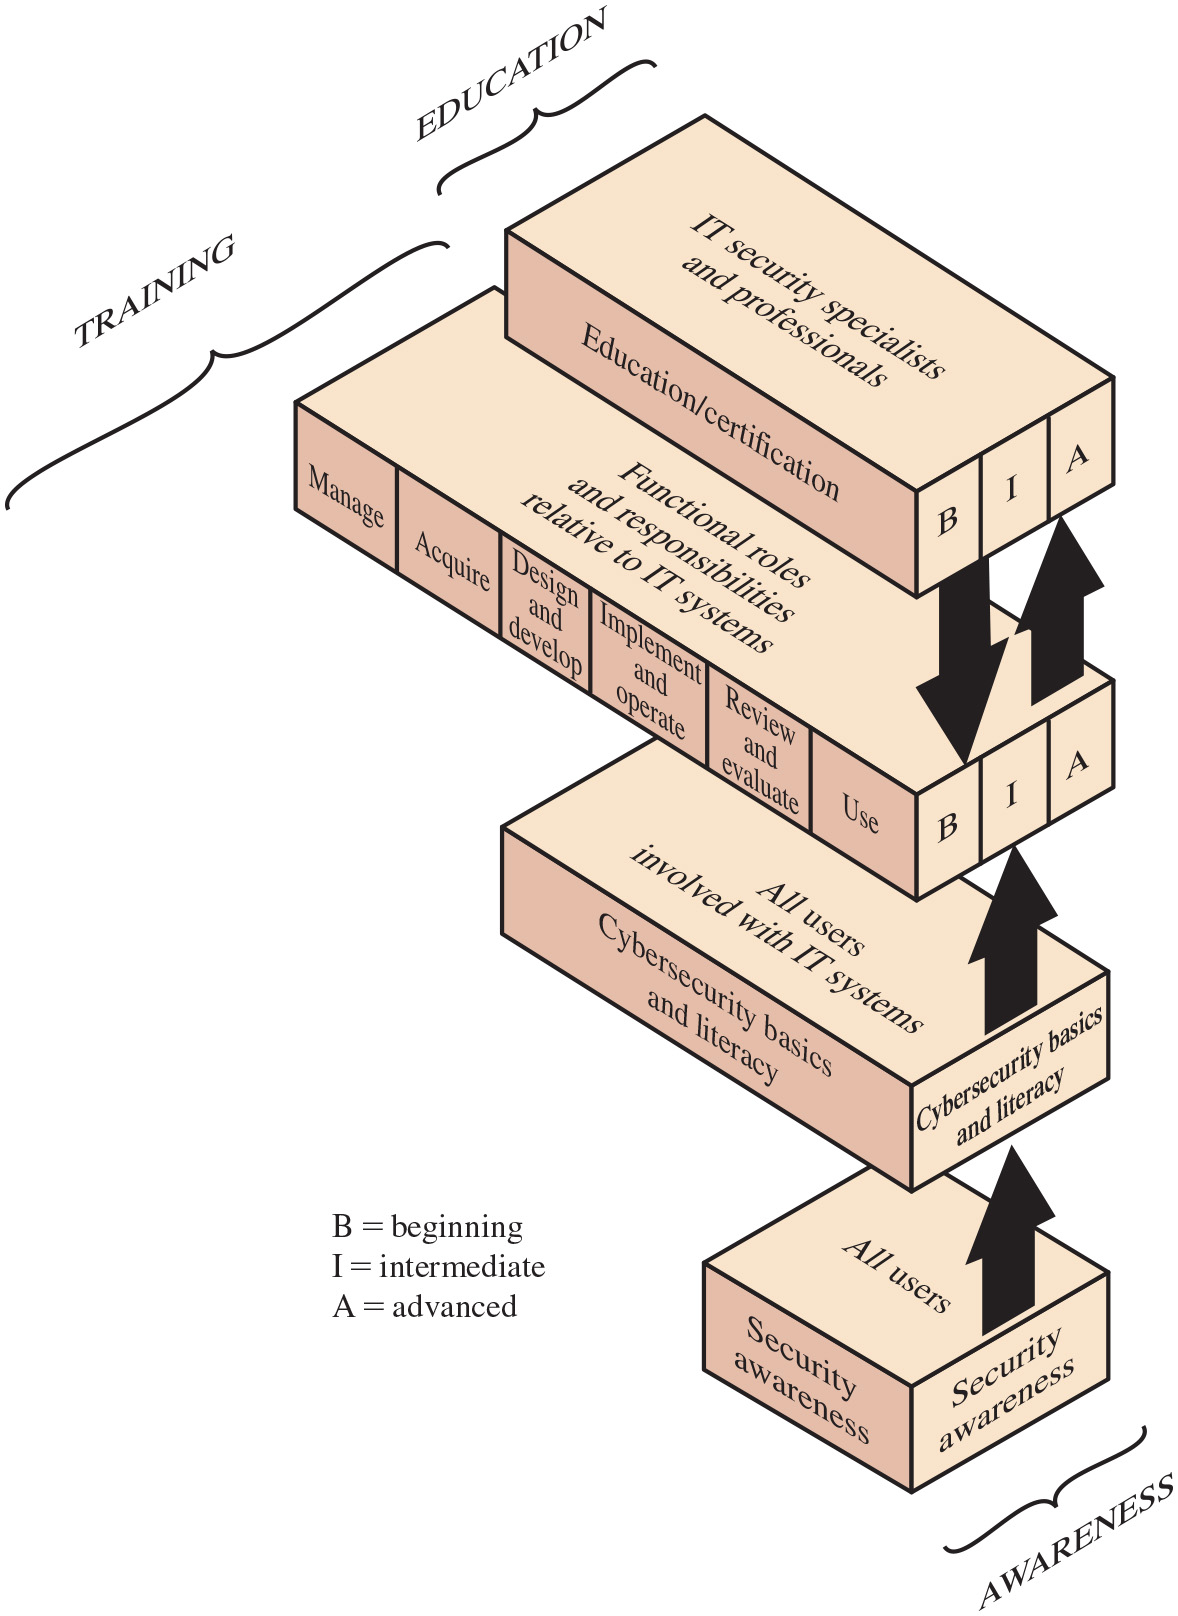 EDUCATION
TRAINING
IT security specialists
and professionals
Education/certification
B
I
A
Functional roles
and responsibilities
relative to IT systems
Manage
Acquire
Design
and
develop
Implement
and
operate
Review
and
evaluate
Use
B
I
A
All users
involved with IT systems
Cybersecurity basics
and literacy
Cybersecurity basics
and literacy
All users
Security
awareness
Security
awareness
B = beginning
I = intermediate
A = advanced
AWARENESS